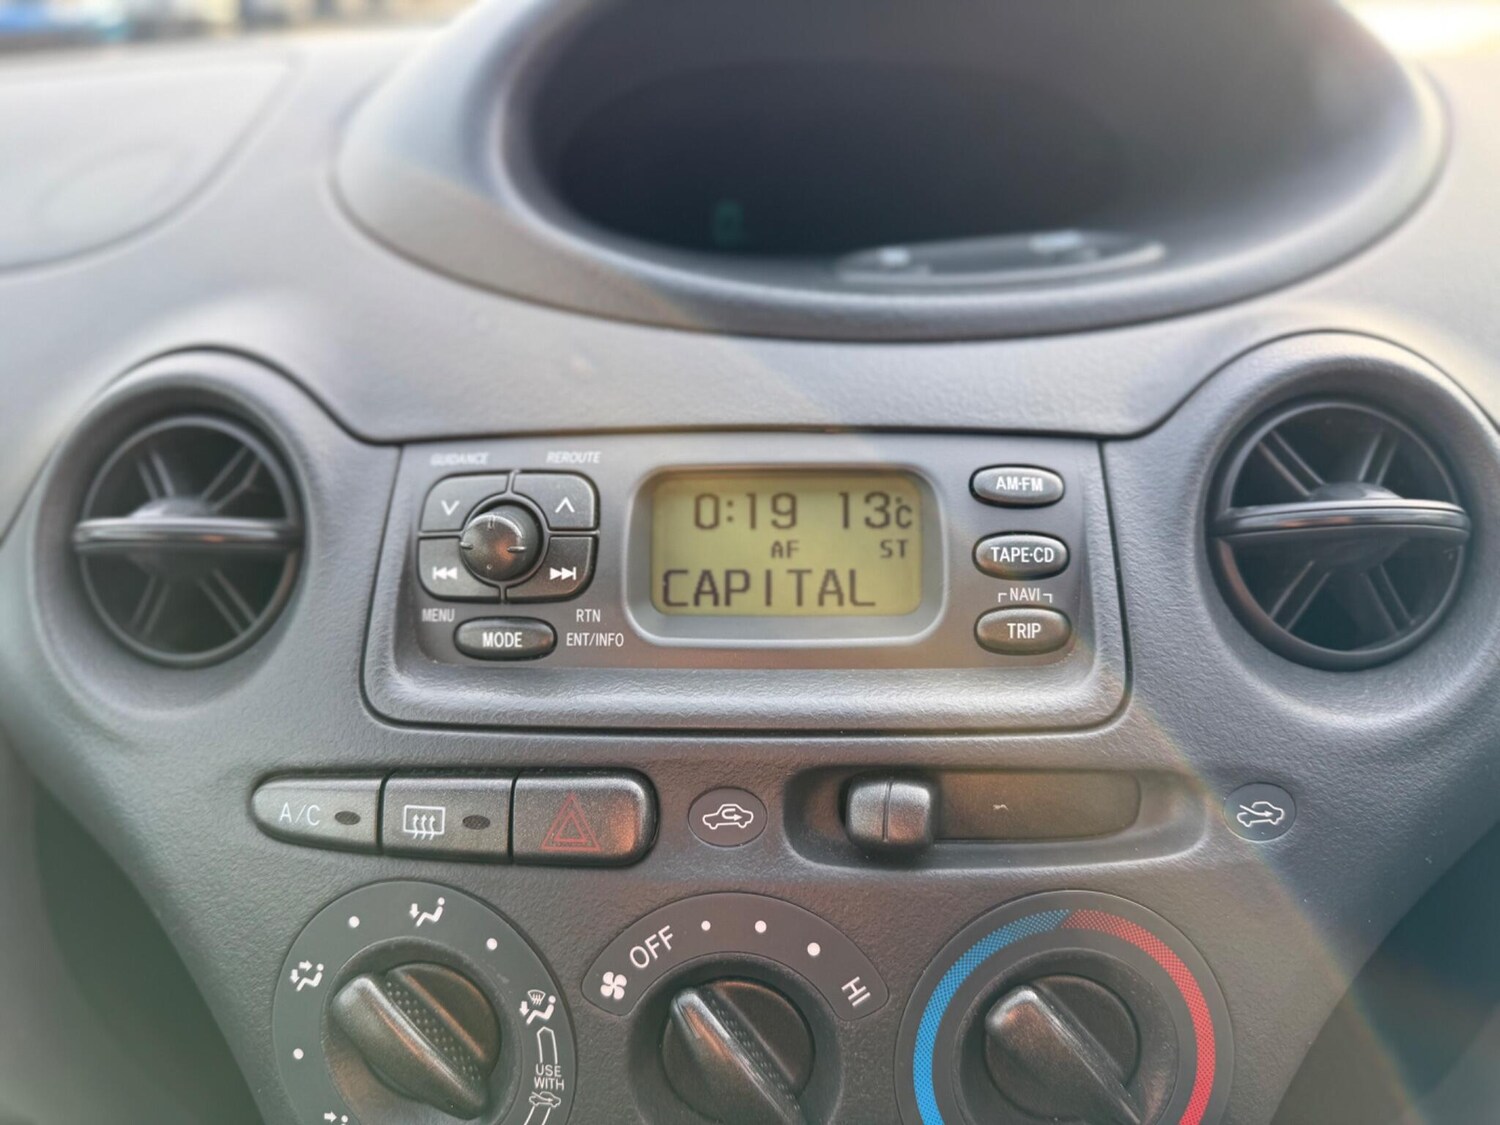 GUIDANCE REROUTE
0:19 13°C
AF ST
CAPITAL
MENU RTN
MODE ENT/INFO
AM·FM
TAPE·CD
NAVI
TRIP
A/C
OFF
HI
USE
WITH